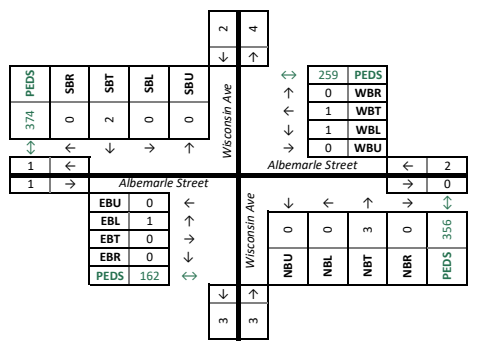 2 4
↓ ↑
PEDS SBR SBT SBL SBU
374 0 2 0 0
↕ ← ↓ → ↑
Wisconsin Ave
↔ 259 PEDS
↑ 0 WBR
← 1 WBT
↓ 1 WBL
→ 0 WBU
1 ←
1 →
Albemarle Street
← 2
→ 0
Albemarle Street
EBU 0 ←
EBL 1 ↑
EBT 0 →
EBR 0 ↓
PEDS 162 ↔
Wisconsin Ave
↓ ← ↑ → ↕
0 0 3 0 356
NBU NBL NBT NBR PEDS
↓ ↑
3 3